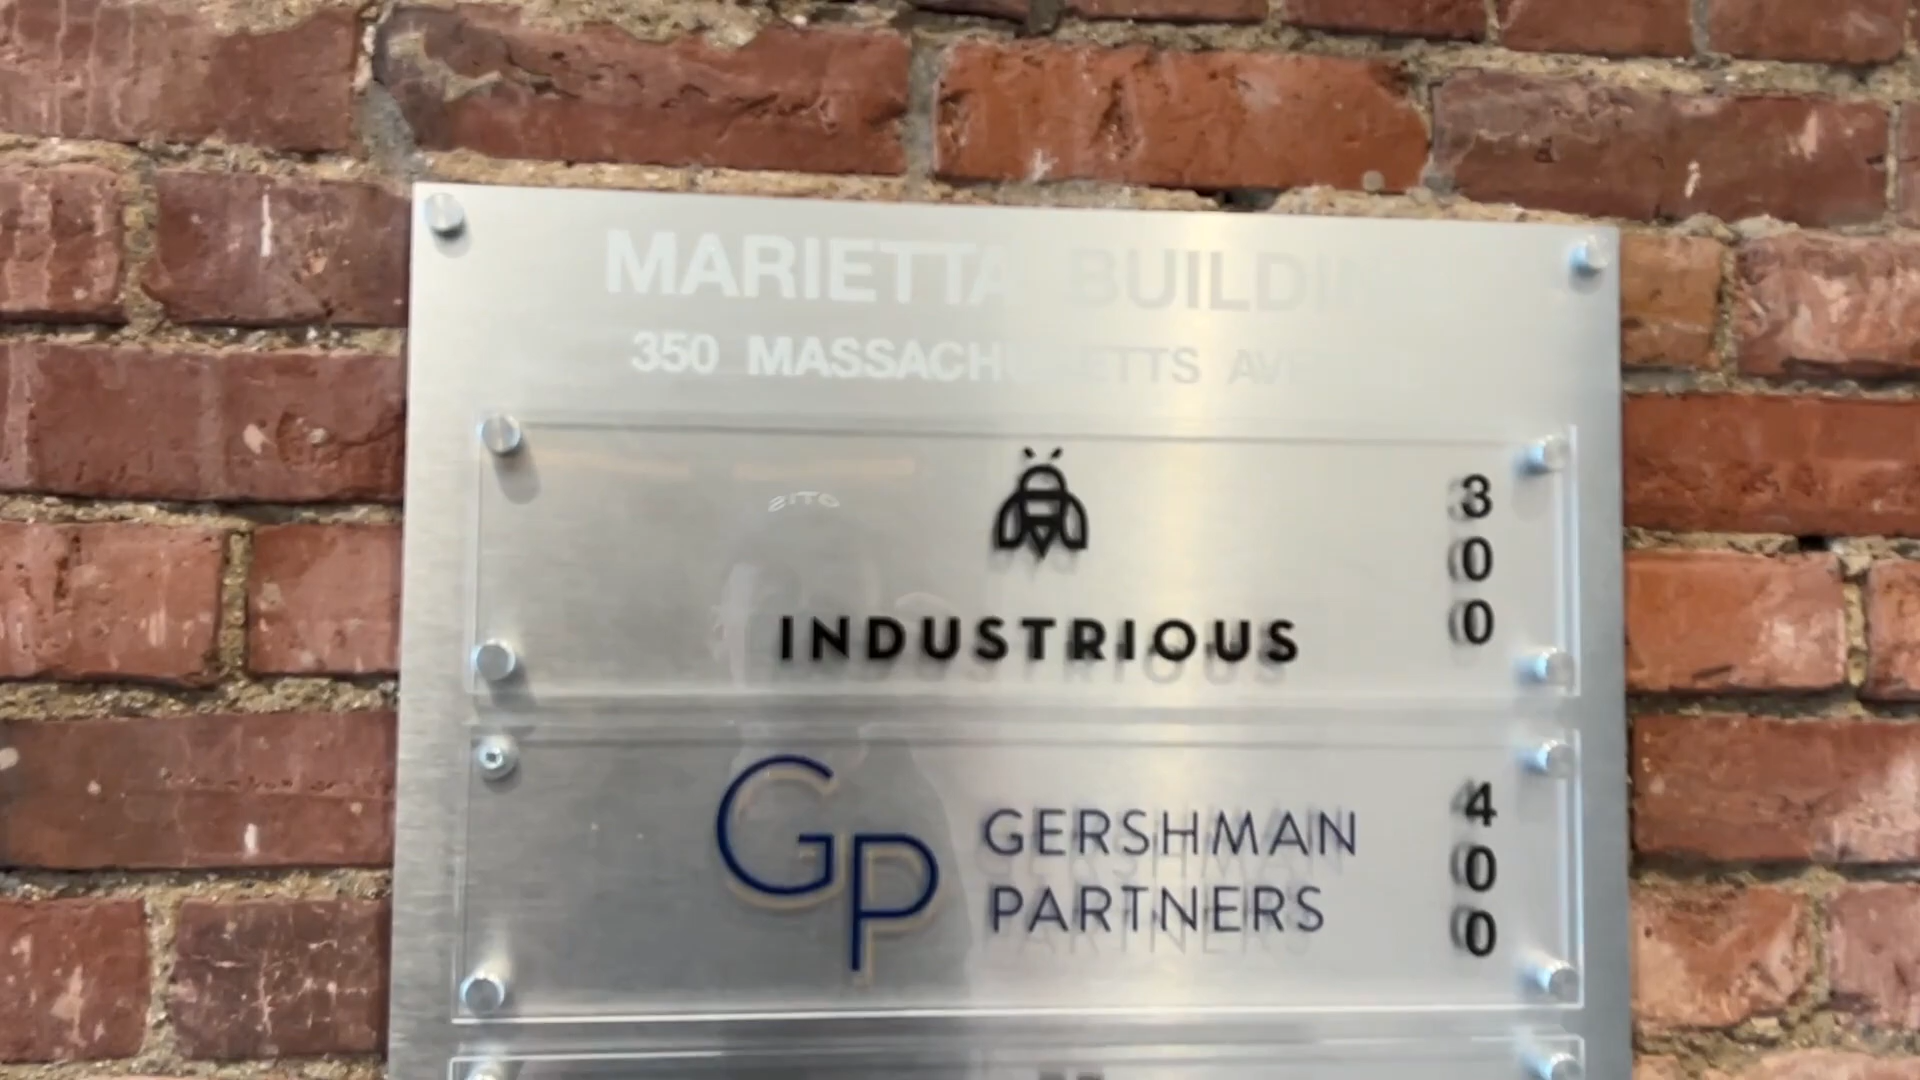 MARIETTA BUILDI
350 MASSACHUSETTS AVE
INDUSTRIOUS
300
GP
GERSHMAN
PARTNERS
400